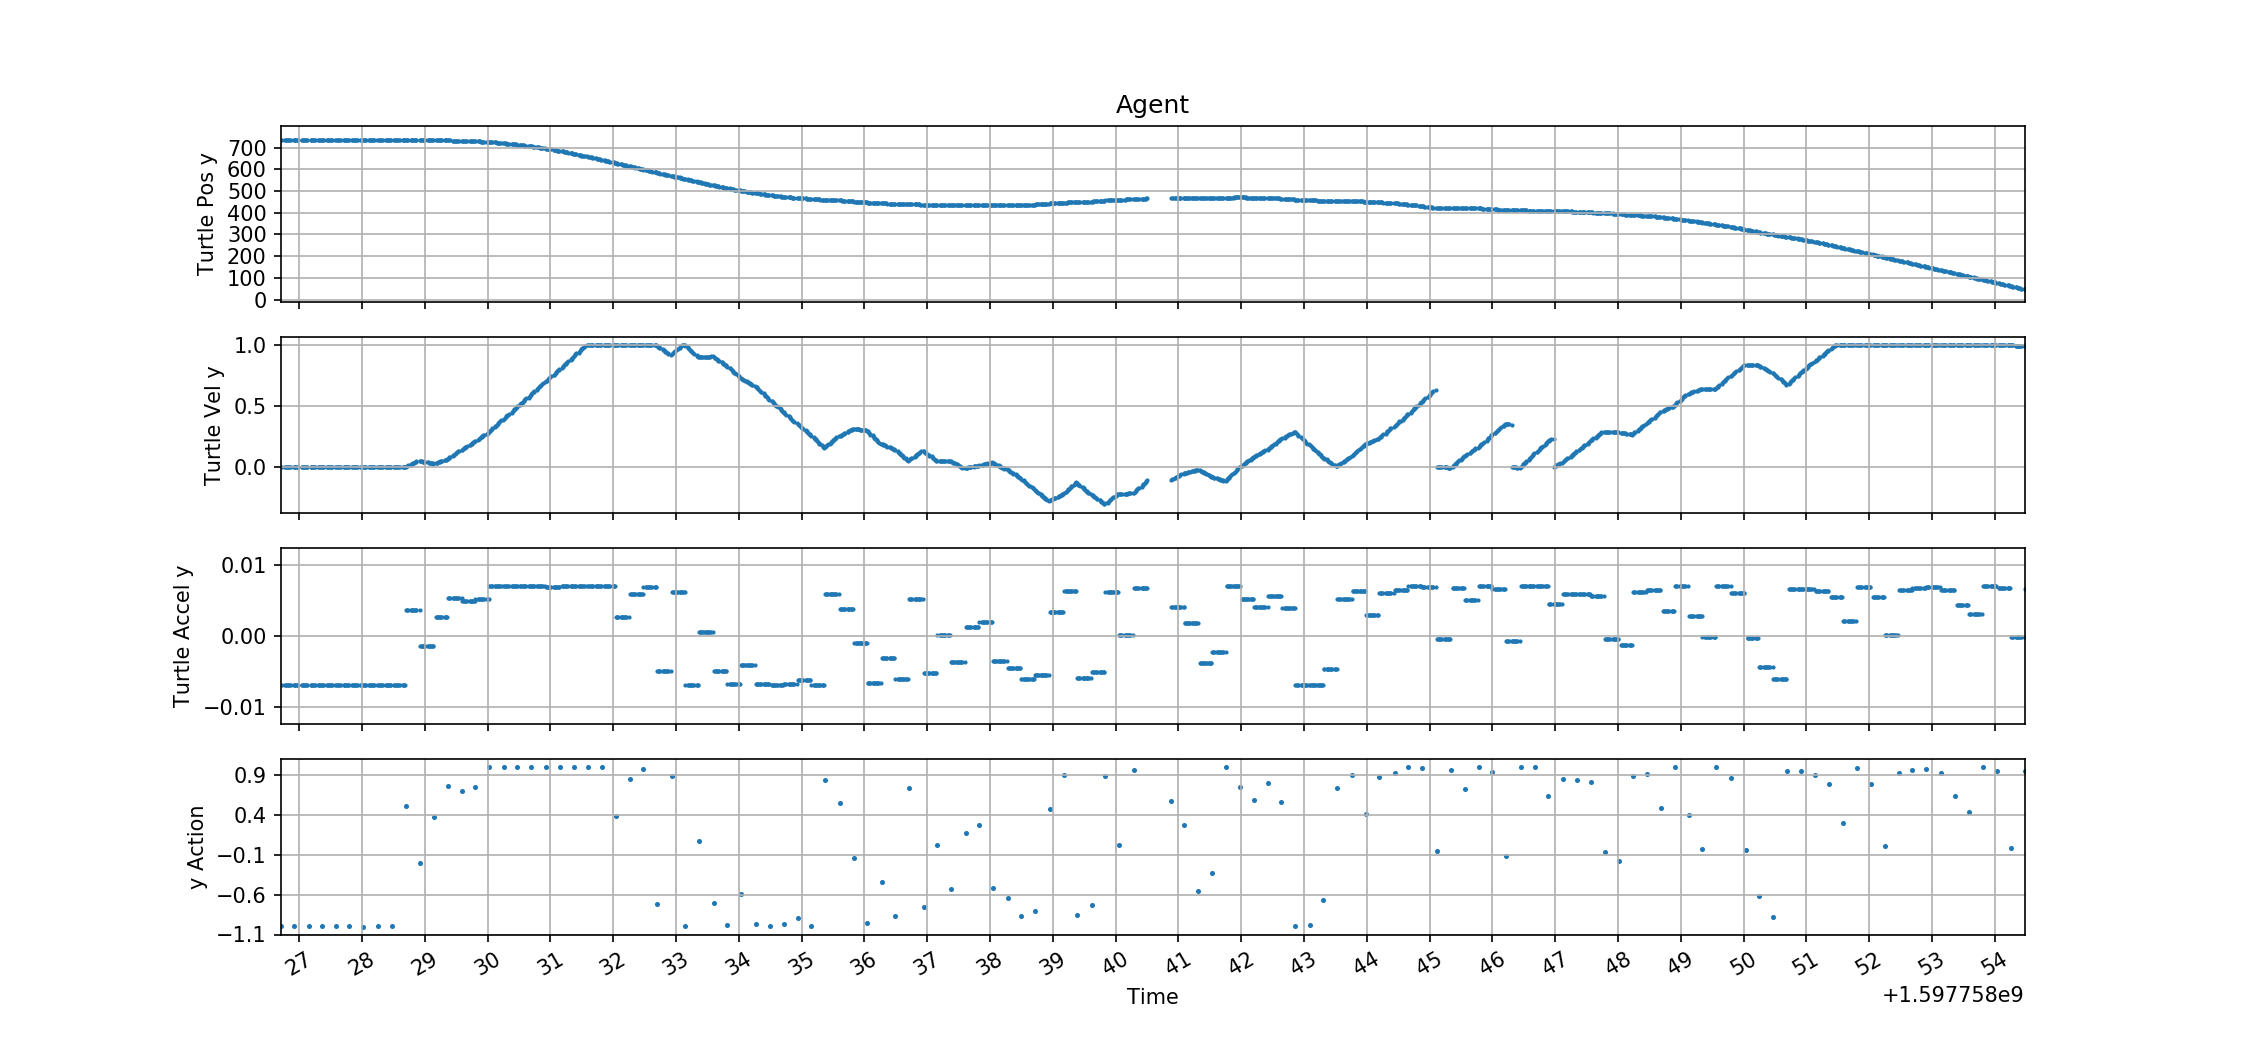 Agent
Turtle Pos y
700
600
500
400
300
200
100
0
Turtle Vel y
1.0
0.5
0.0
Turtle Accel y
0.01
0.00
−0.01
y Action
0.9
0.4
−0.1
−0.6
−1.1
27 28 29 30 31 32 33 34 35 36 37 38 39 40 41 42 43 44 45 46 47 48 49 50 51 52 53 54
Time
+1.597758e9